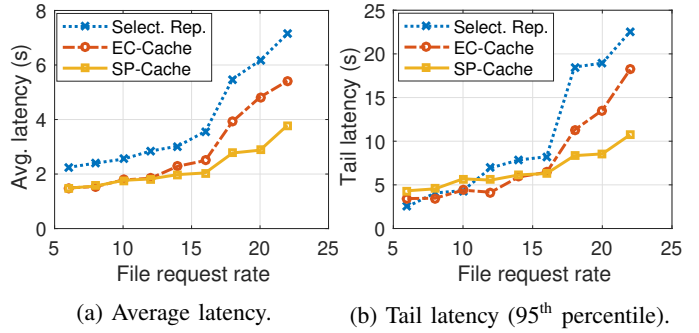 8
6
4
2
0
Avg. latency (s)
Select. Rep.
EC-Cache
SP-Cache
5 10 15 20 25
File request rate
(a) Average latency.
25
20
15
10
5
0
Tail latency (s)
Select. Rep.
EC-Cache
SP-Cache
5 10 15 20 25
File request rate
(b) Tail latency (95th percentile).